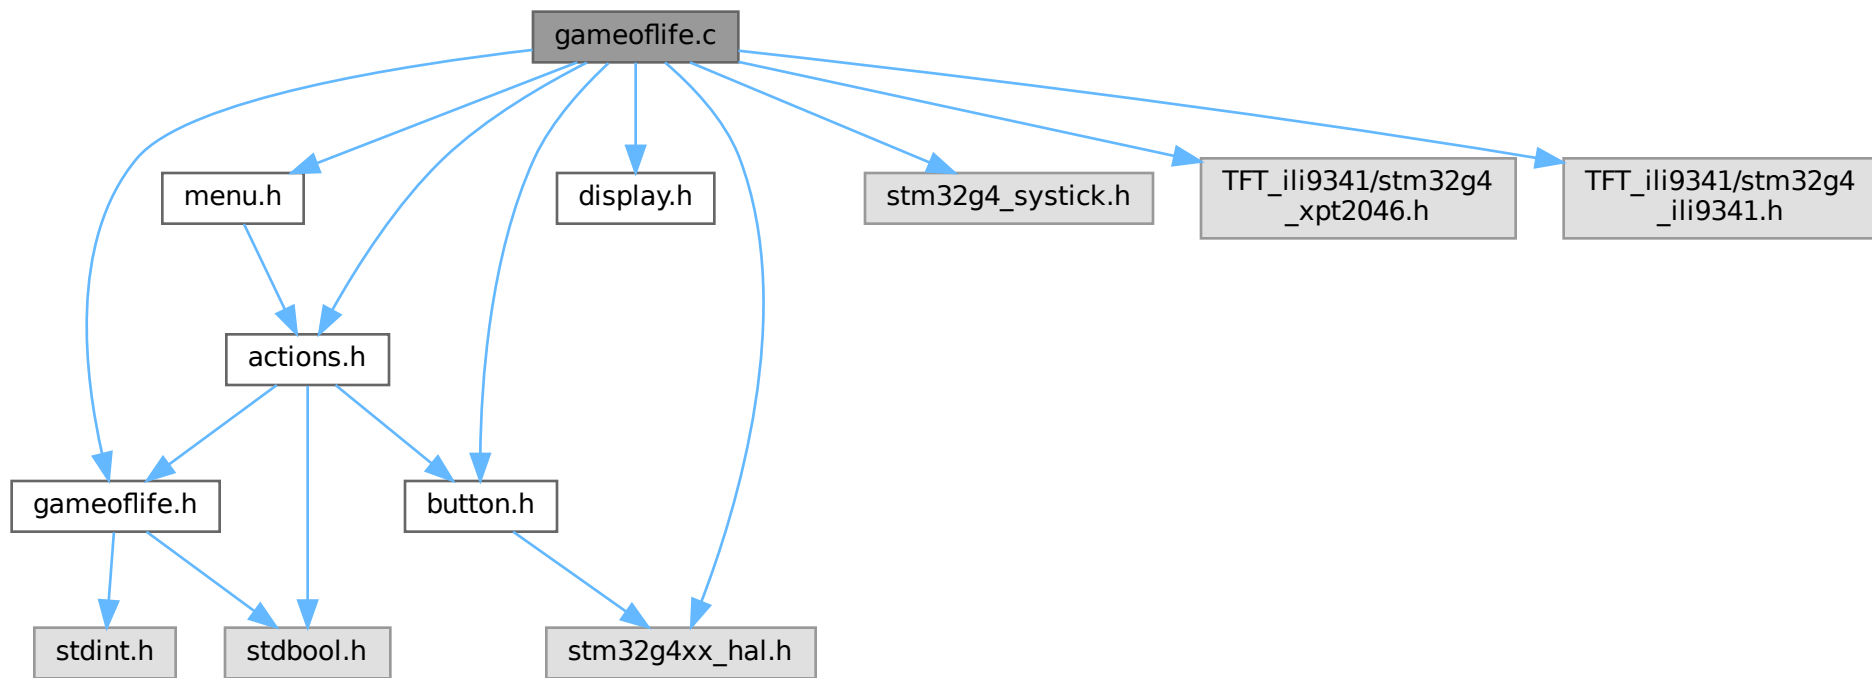 gameoflife.c
menu.h
display.h
stm32g4_systick.h
TFT_ili9341/stm32g4
_xpt2046.h
TFT_ili9341/stm32g4
_ili9341.h
actions.h
gameoflife.h
button.h
stdint.h
stdbool.h
stm32g4xx_hal.h